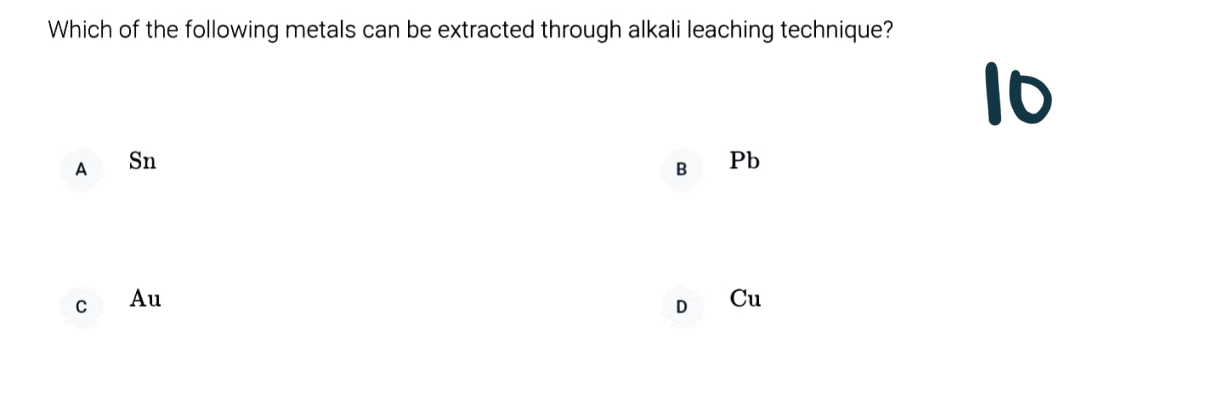 Which of the following metals can be extracted through alkali leaching technique?
10
A Sn
B Pb
C Au
D Cu